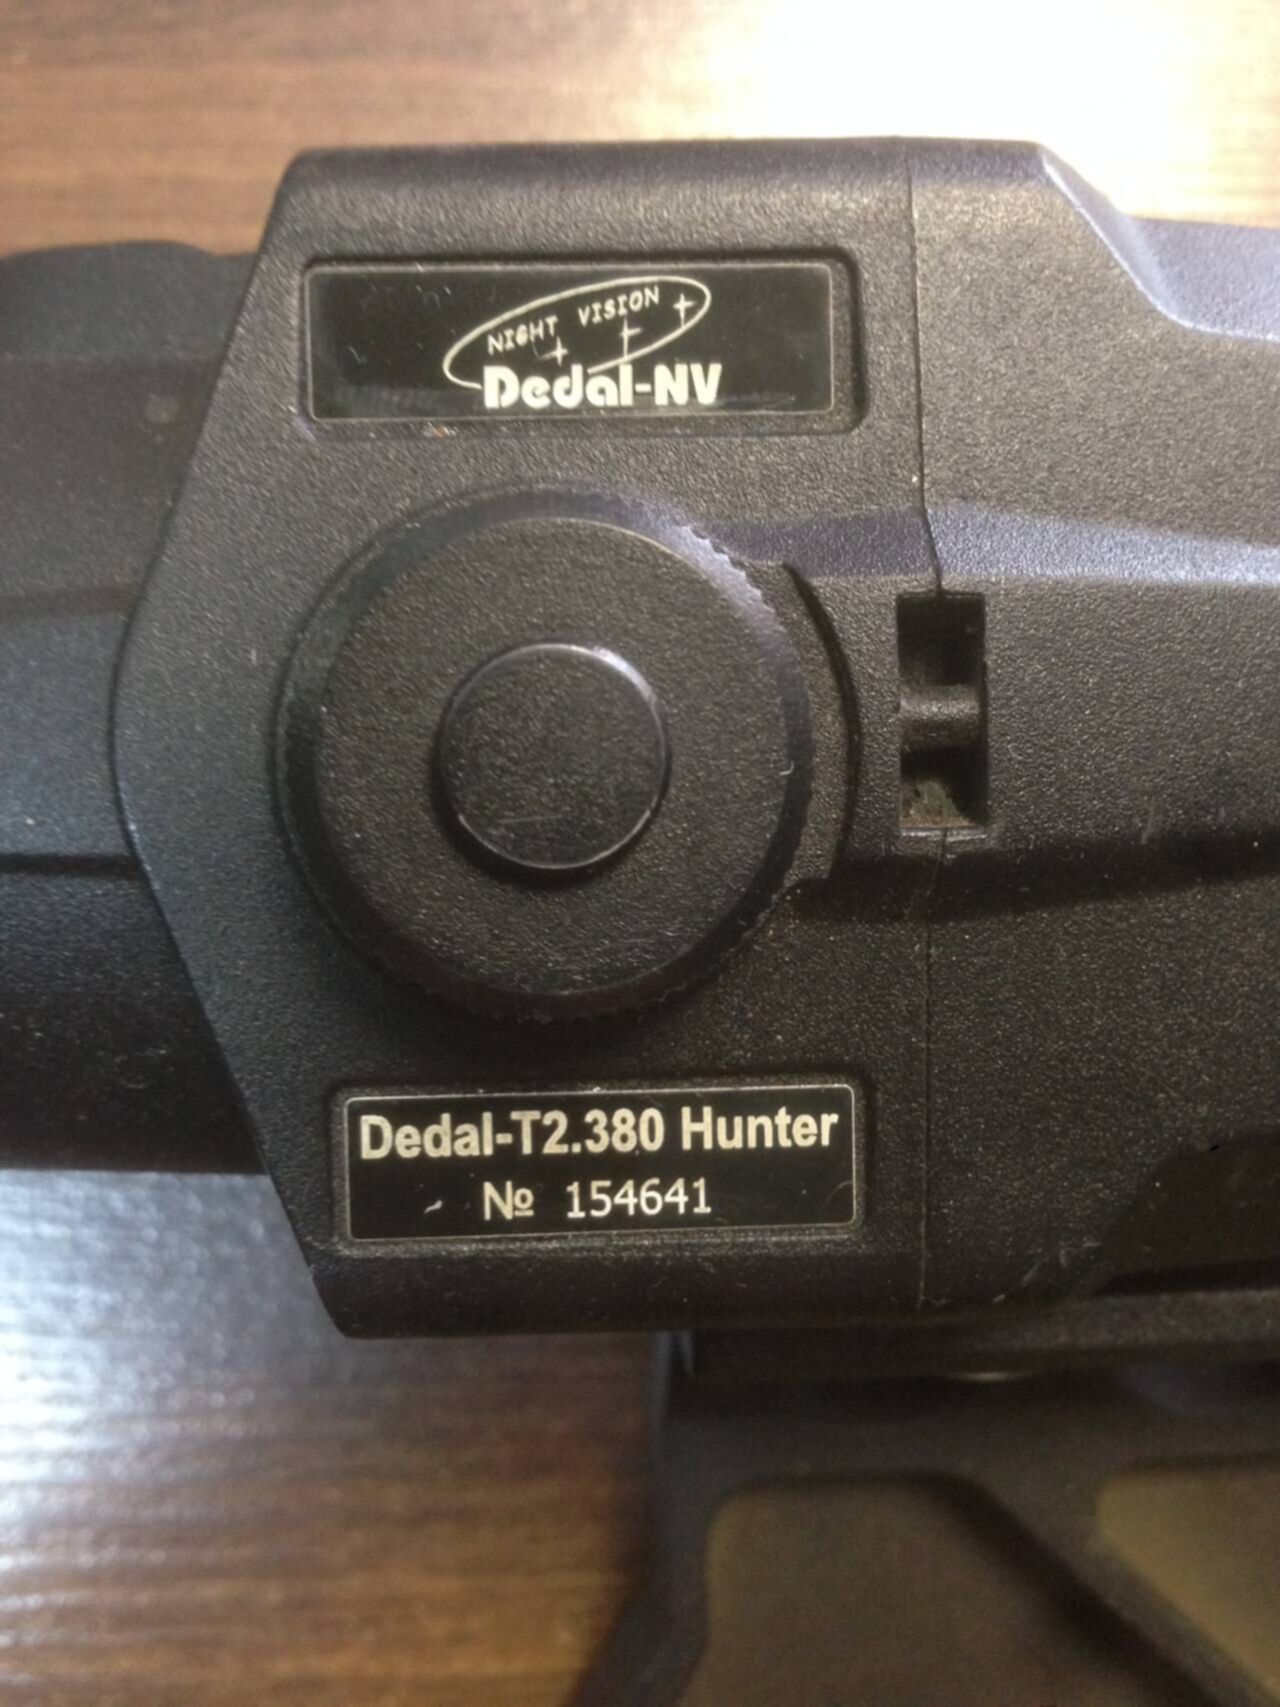 NIGHT VISION
Dedal-NV
Dedal-T2.380 Hunter
№ 154641